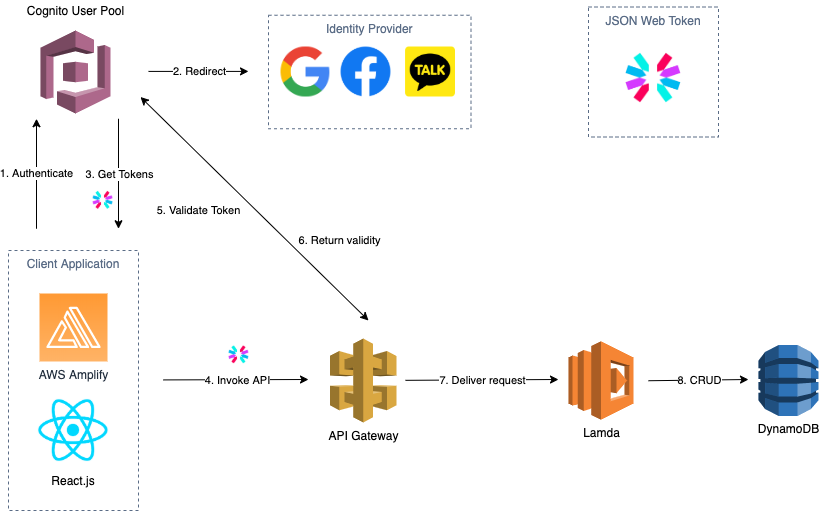 Cognito User Pool
Identity Provider
JSON Web Token
2. Redirect
TALK
1. Authenticate
3. Get Tokens
5. Validate Token
6. Return validity
Client Application
AWS Amplify
4. Invoke API
7. Deliver request
8. CRUD
API Gateway
Lamda
DynamoDB
React.js